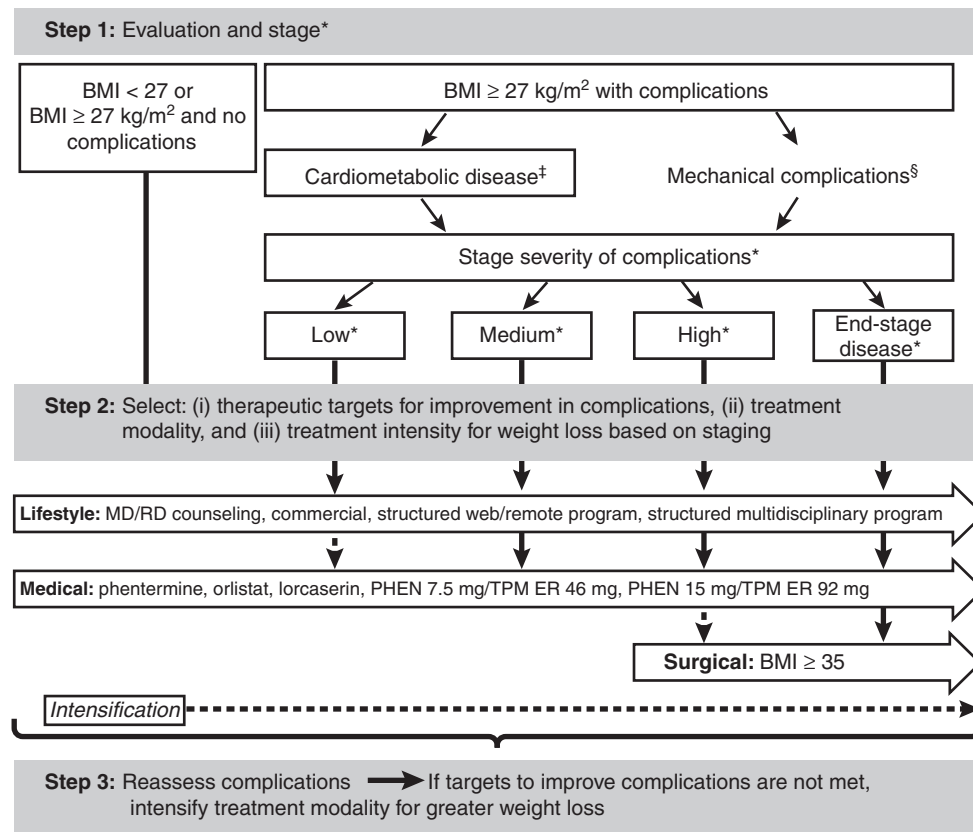 Step 1: Evaluation and stage*
BMI < 27 or
BMI ≥ 27 kg/m² and no
complications
BMI ≥ 27 kg/m² with complications
Cardiometabolic disease‡
Mechanical complications§
Stage severity of complications*
Low*
Medium*
High*
End-stage
disease*
Step 2: Select: (i) therapeutic targets for improvement in complications, (ii) treatment
modality, and (iii) treatment intensity for weight loss based on staging
Lifestyle: MD/RD counseling, commercial, structured web/remote program, structured multidisciplinary program
Medical: phentermine, orlistat, lorcaserin, PHEN 7.5 mg/TPM ER 46 mg, PHEN 15 mg/TPM ER 92 mg
Surgical: BMI ≥ 35
Intensification
Step 3: Reassess complications → If targets to improve complications are not met,
intensify treatment modality for greater weight loss